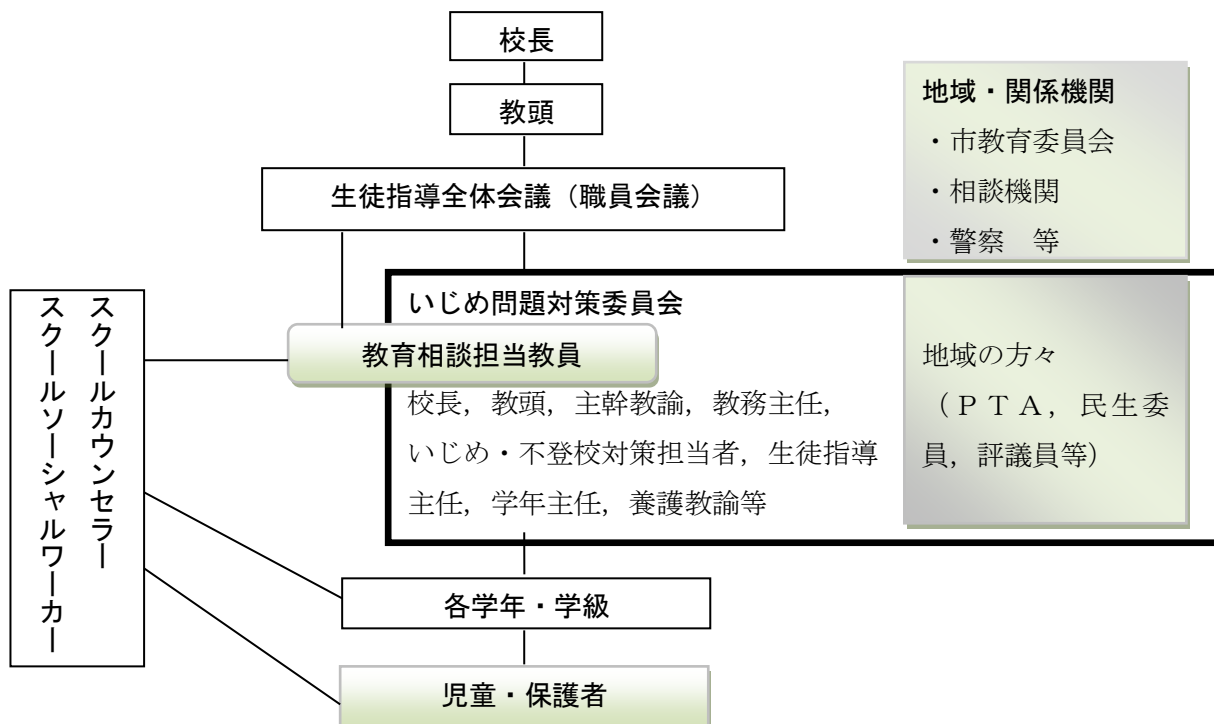 校長
教頭
生徒指導全体会議（職員会議）
地域・関係機関
・市教育委員会
・相談機関
・警察　等
スクールカウンセラー
スクールソーシャルワーカー
いじめ問題対策委員会
教育相談担当教員
校長，教頭，主幹教諭，教務主任，
いじめ・不登校対策担当者，生徒指導
主任，学年主任，養護教諭等
地域の方々
（ＰＴＡ，民生委
員，評議員等）
各学年・学級
児童・保護者